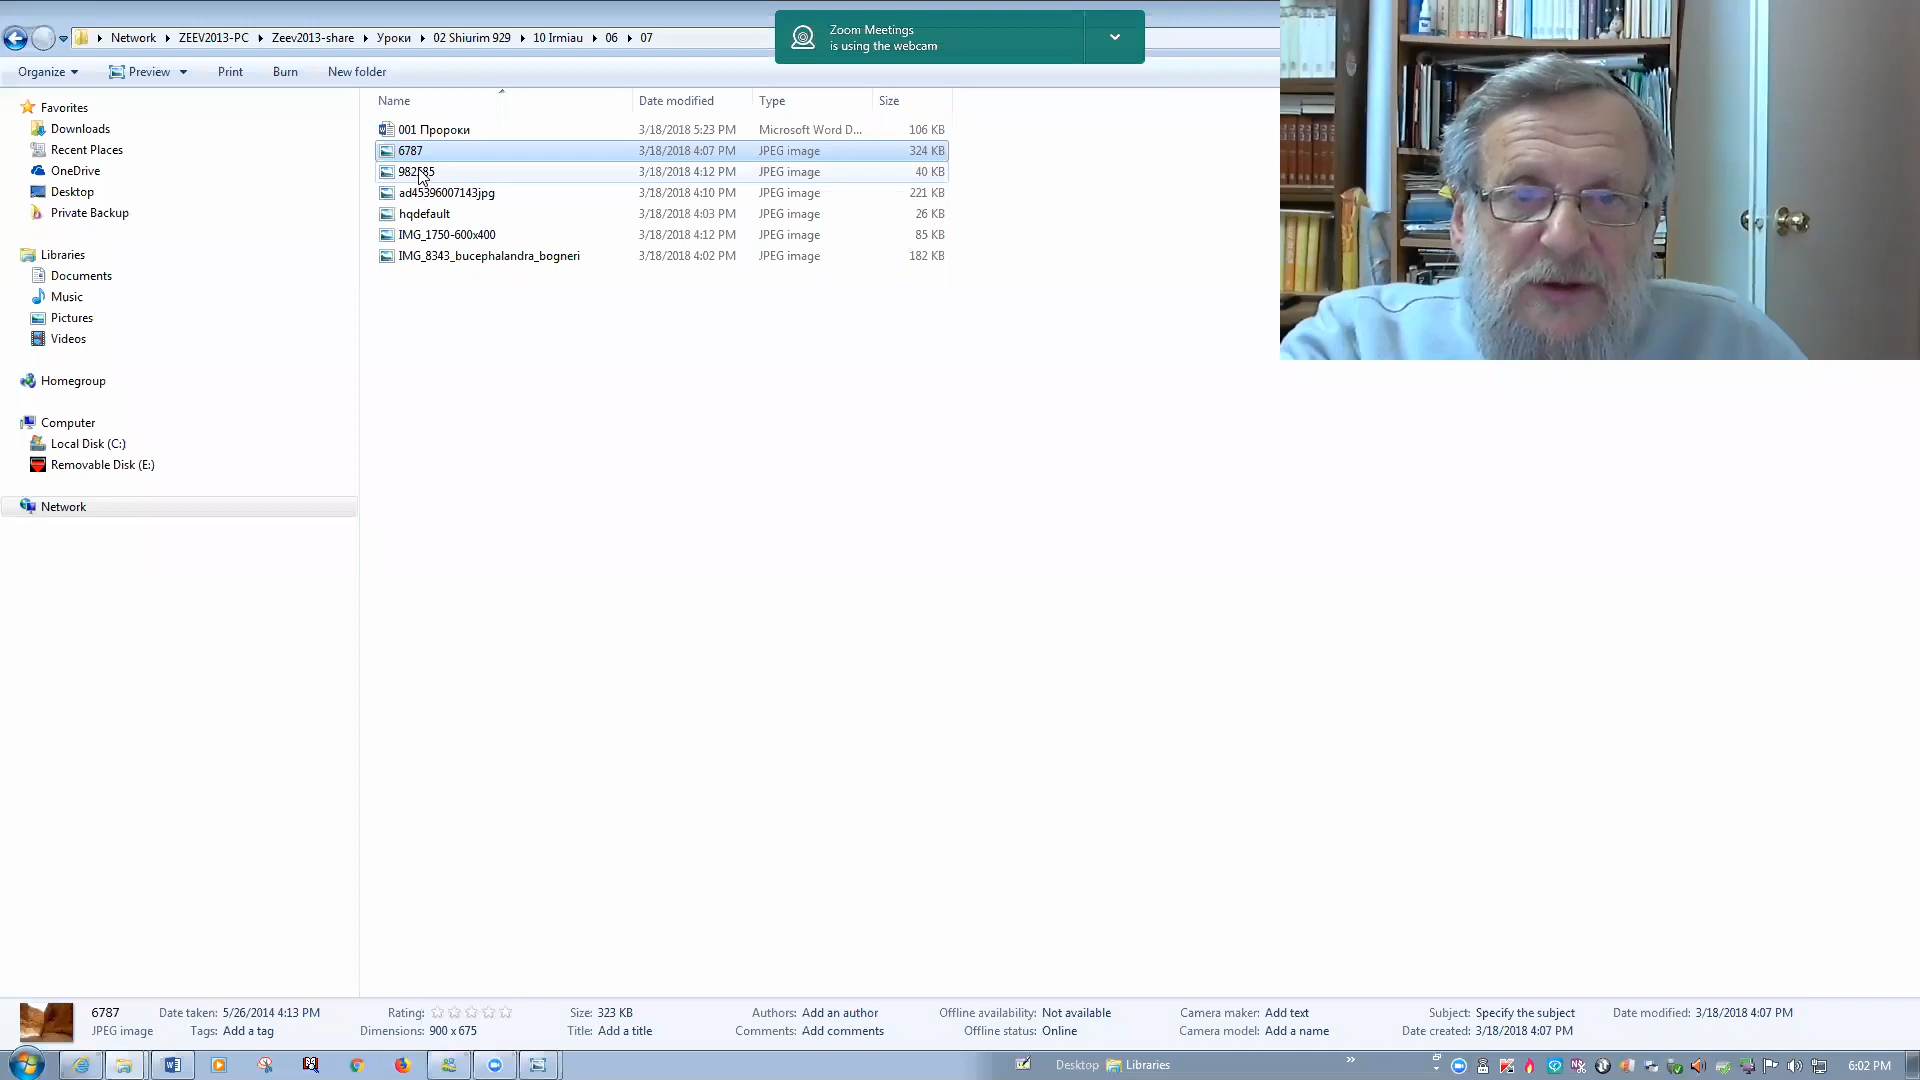 Network ZEEV2013-PC Zeev2013-share Уроки 02 Shiurim 929 10 Irmiau 06 07
Zoom Meetings
is using the webcam
Organize Preview Print Burn New folder
Name Date modified Type Size
Favorites
Downloads
Recent Places
OneDrive
Desktop
Private Backup
Libraries
Documents
Music
Pictures
Videos
Homegroup
Computer
Local Disk (C:)
Removable Disk (E:)
Network
001 Пророки 3/18/2018 5:23 PM Microsoft Word D... 106 KB
6787 3/18/2018 4:07 PM JPEG image 324 KB
3/18/2018 4:12 PM JPEG image 40 KB
ad45396007143jpg 3/18/2018 4:10 PM JPEG image 221 KB
hqdefault 3/18/2018 4:03 PM JPEG image 26 KB
IMG_1750-600x400 3/18/2018 4:12 PM JPEG image 85 KB
IMG_8343_bucephalandra_bogneri 3/18/2018 4:02 PM JPEG image 182 KB
6787 Date taken: 5/26/2014 4:13 PM Rating: Size: 323 KB Authors: Add an author Offline availability: Not available Camera maker: Add text Subject: Specify the subject Date modified: 3/18/2018 4:07 PM
JPEG image Tags: Add a tag Dimensions: 900 x 675 Title: Add a title Comments: Add comments Offline status: Online Camera model: Add a name Date created: 3/18/2018 4:07 PM
Desktop Libraries 6:02 PM